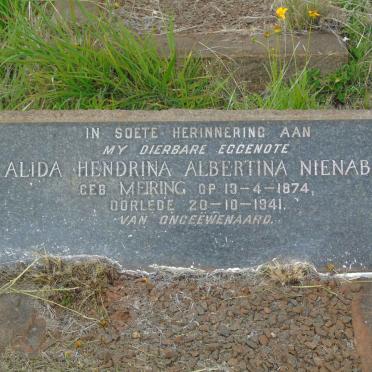 IN SOETE HERINNERING AAN
MY DIERBARE EGGENOTE
ALIDA HENDRINA ALBERTINA NIENAB
GEB. MEIRING OP 13-4-1874,
OORLEDE 20-10-1941.
VAN ONGEEWENAARD.